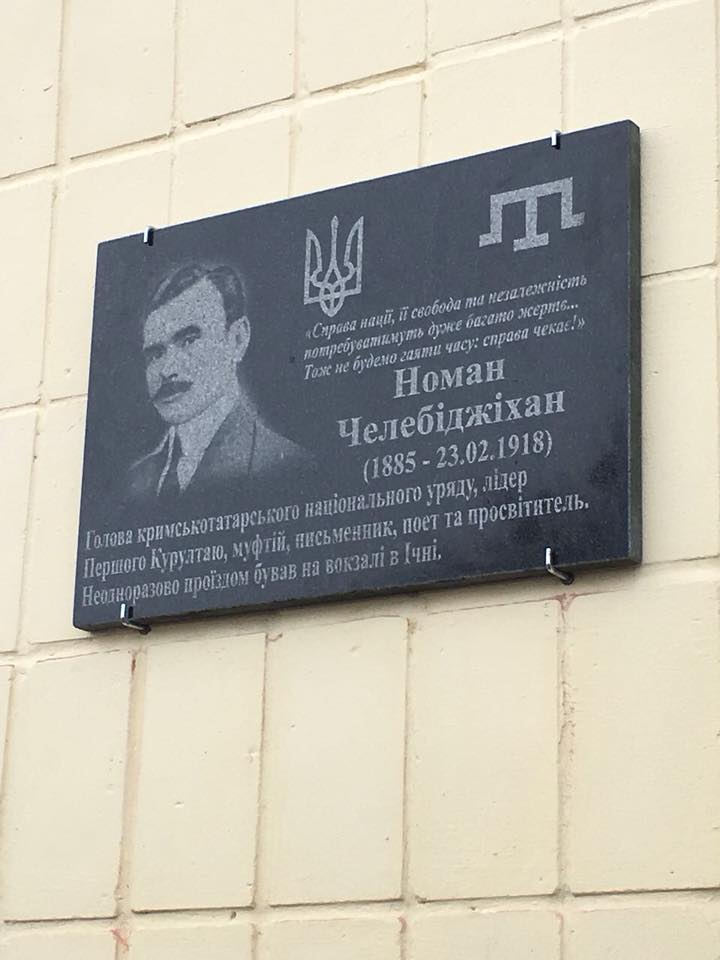 «Справа нації, її свобода та незалежність
потребуватимуть дуже багато жертв...
Тож не будемо гаяти часу: справа чекає!»
Номан
Челебіджіхан
(1885 - 23.02.1918)
Голова кримськотатарського національного уряду, лідер
Першого Курултаю, муфтій, письменник, поет та просвітитель.
Неодноразово проїздом бував на вокзалі в Ічні.